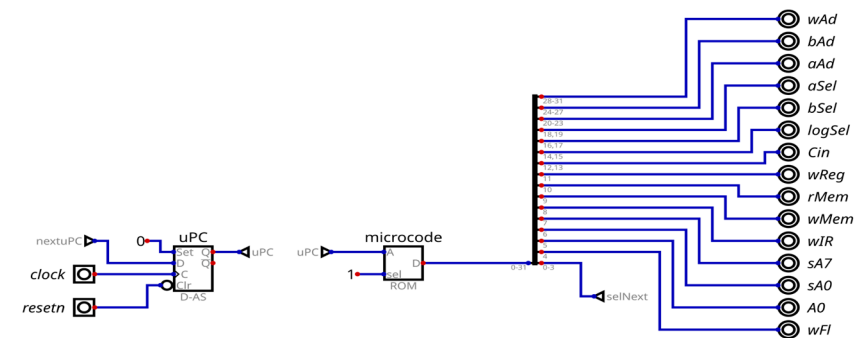 wAd
bAd
aAd
aSel
bSel
logSel
Cin
wReg
rMem
wMem
wIR
sA7
sA0
A0
wFl
28-31
24-27
20-23
18,19
16,17
14,15
12,13
11
10
9
8
7
6
5
4
0-31
0-3
selNext
nextuPC
0
uPC
Set
Q
D
Q
C
Clr
D-AS
uPC
clock
resetn
uPC
microcode
A
D
1
sel
ROM